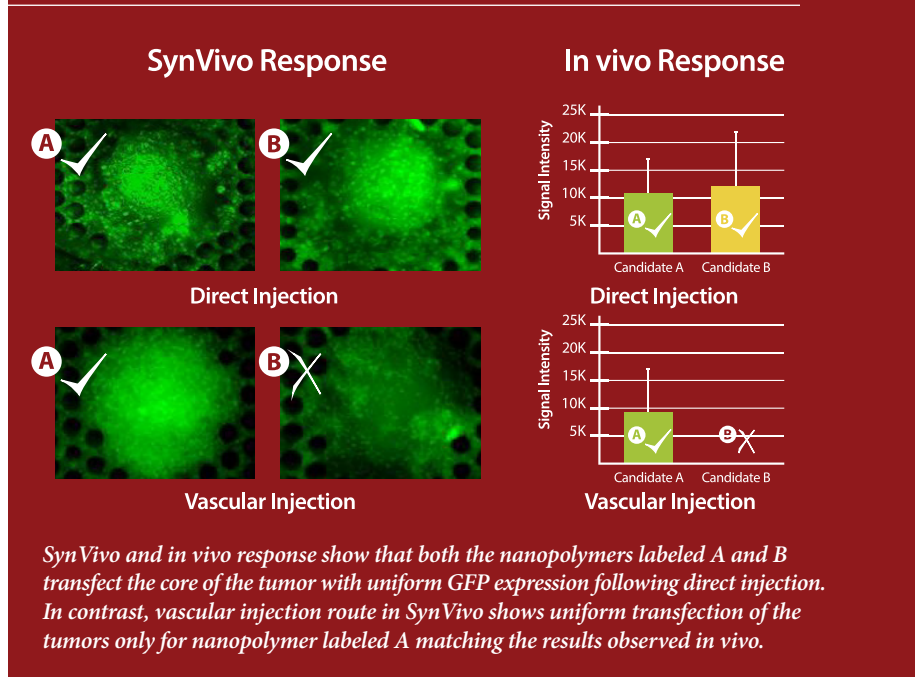 SynVivo Response
In vivo Response
A
B
Signal Intensity
25K
20K
15K
10K
5K
A
B
Candidate A
Candidate B
Direct Injection
Direct Injection
A
B
Signal Intensity
25K
20K
15K
10K
5K
A
B
Candidate A
Candidate B
Vascular Injection
Vascular Injection
SynVivo and in vivo response show that both the nanopolymers labeled A and B
transfect the core of the tumor with uniform GFP expression following direct injection.
In contrast, vascular injection route in SynVivo shows uniform transfection of the
tumors only for nanopolymer labeled A matching the results observed in vivo.